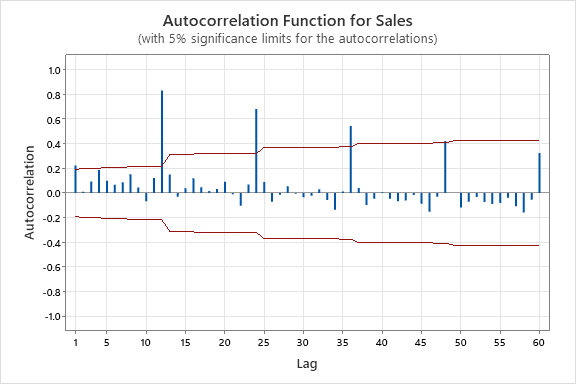 Autocorrelation Function for Sales
(with 5% significance limits for the autocorrelations)
1.0
0.8
0.6
0.4
0.2
0.0
-0.2
-0.4
-0.6
-0.8
-1.0
Autocorrelation
1 5 10 15 20 25 30 35 40 45 50 55 60
Lag